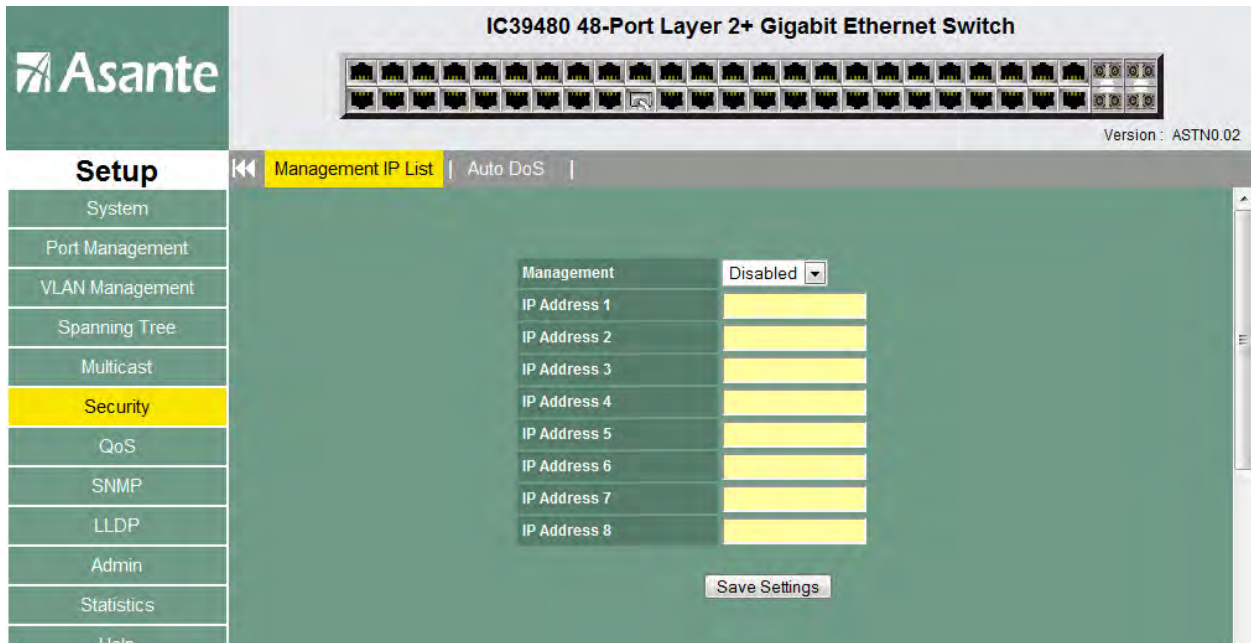 IC39480 48-Port Layer 2+ Gigabit Ethernet Switch
Asante
Version : ASTN0.02
Setup
Management IP List | Auto DoS |
System
Port Management
VLAN Management
Spanning Tree
Multicast
Security
QoS
SNMP
LLDP
Admin
Statistics
Help
Management Disabled
IP Address 1
IP Address 2
IP Address 3
IP Address 4
IP Address 5
IP Address 6
IP Address 7
IP Address 8
Save Settings